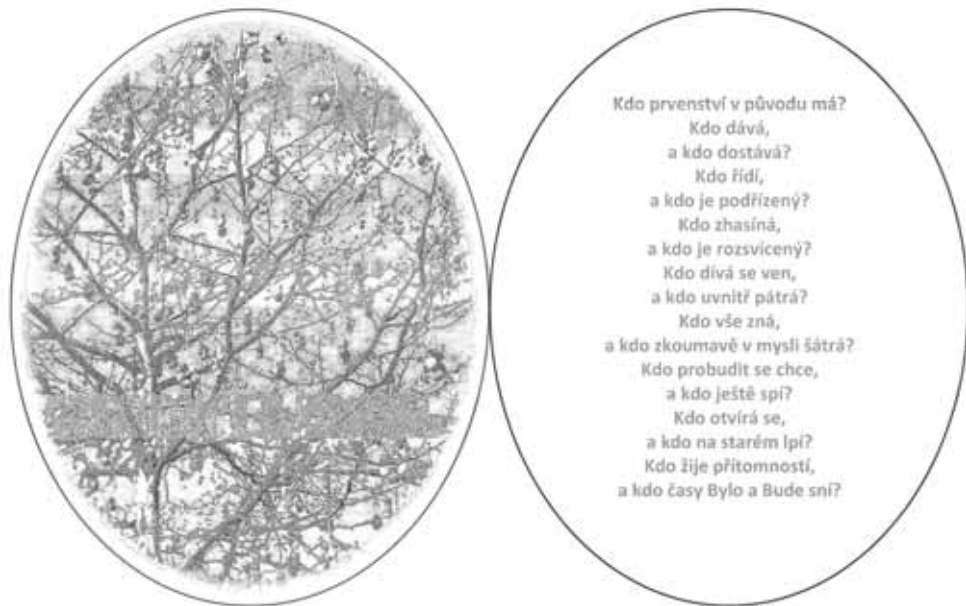 Kdo prvenství v původu má?
Kdo dává,
a kdo dostává?
Kdo řídí,
a kdo je podřízený?
Kdo zhasíná,
a kdo je rozsvícený?
Kdo dívá se ven,
a kdo uvnitř pátrá?
Kdo vše zná,
a kdo zkoumavě v mysli šátrá?
Kdo probudit se chce,
a kdo ještě spí?
Kdo otvírá se,
a kdo na starém lpí?
Kdo žije přítomností,
a kdo časy Bylo a Bude sní?